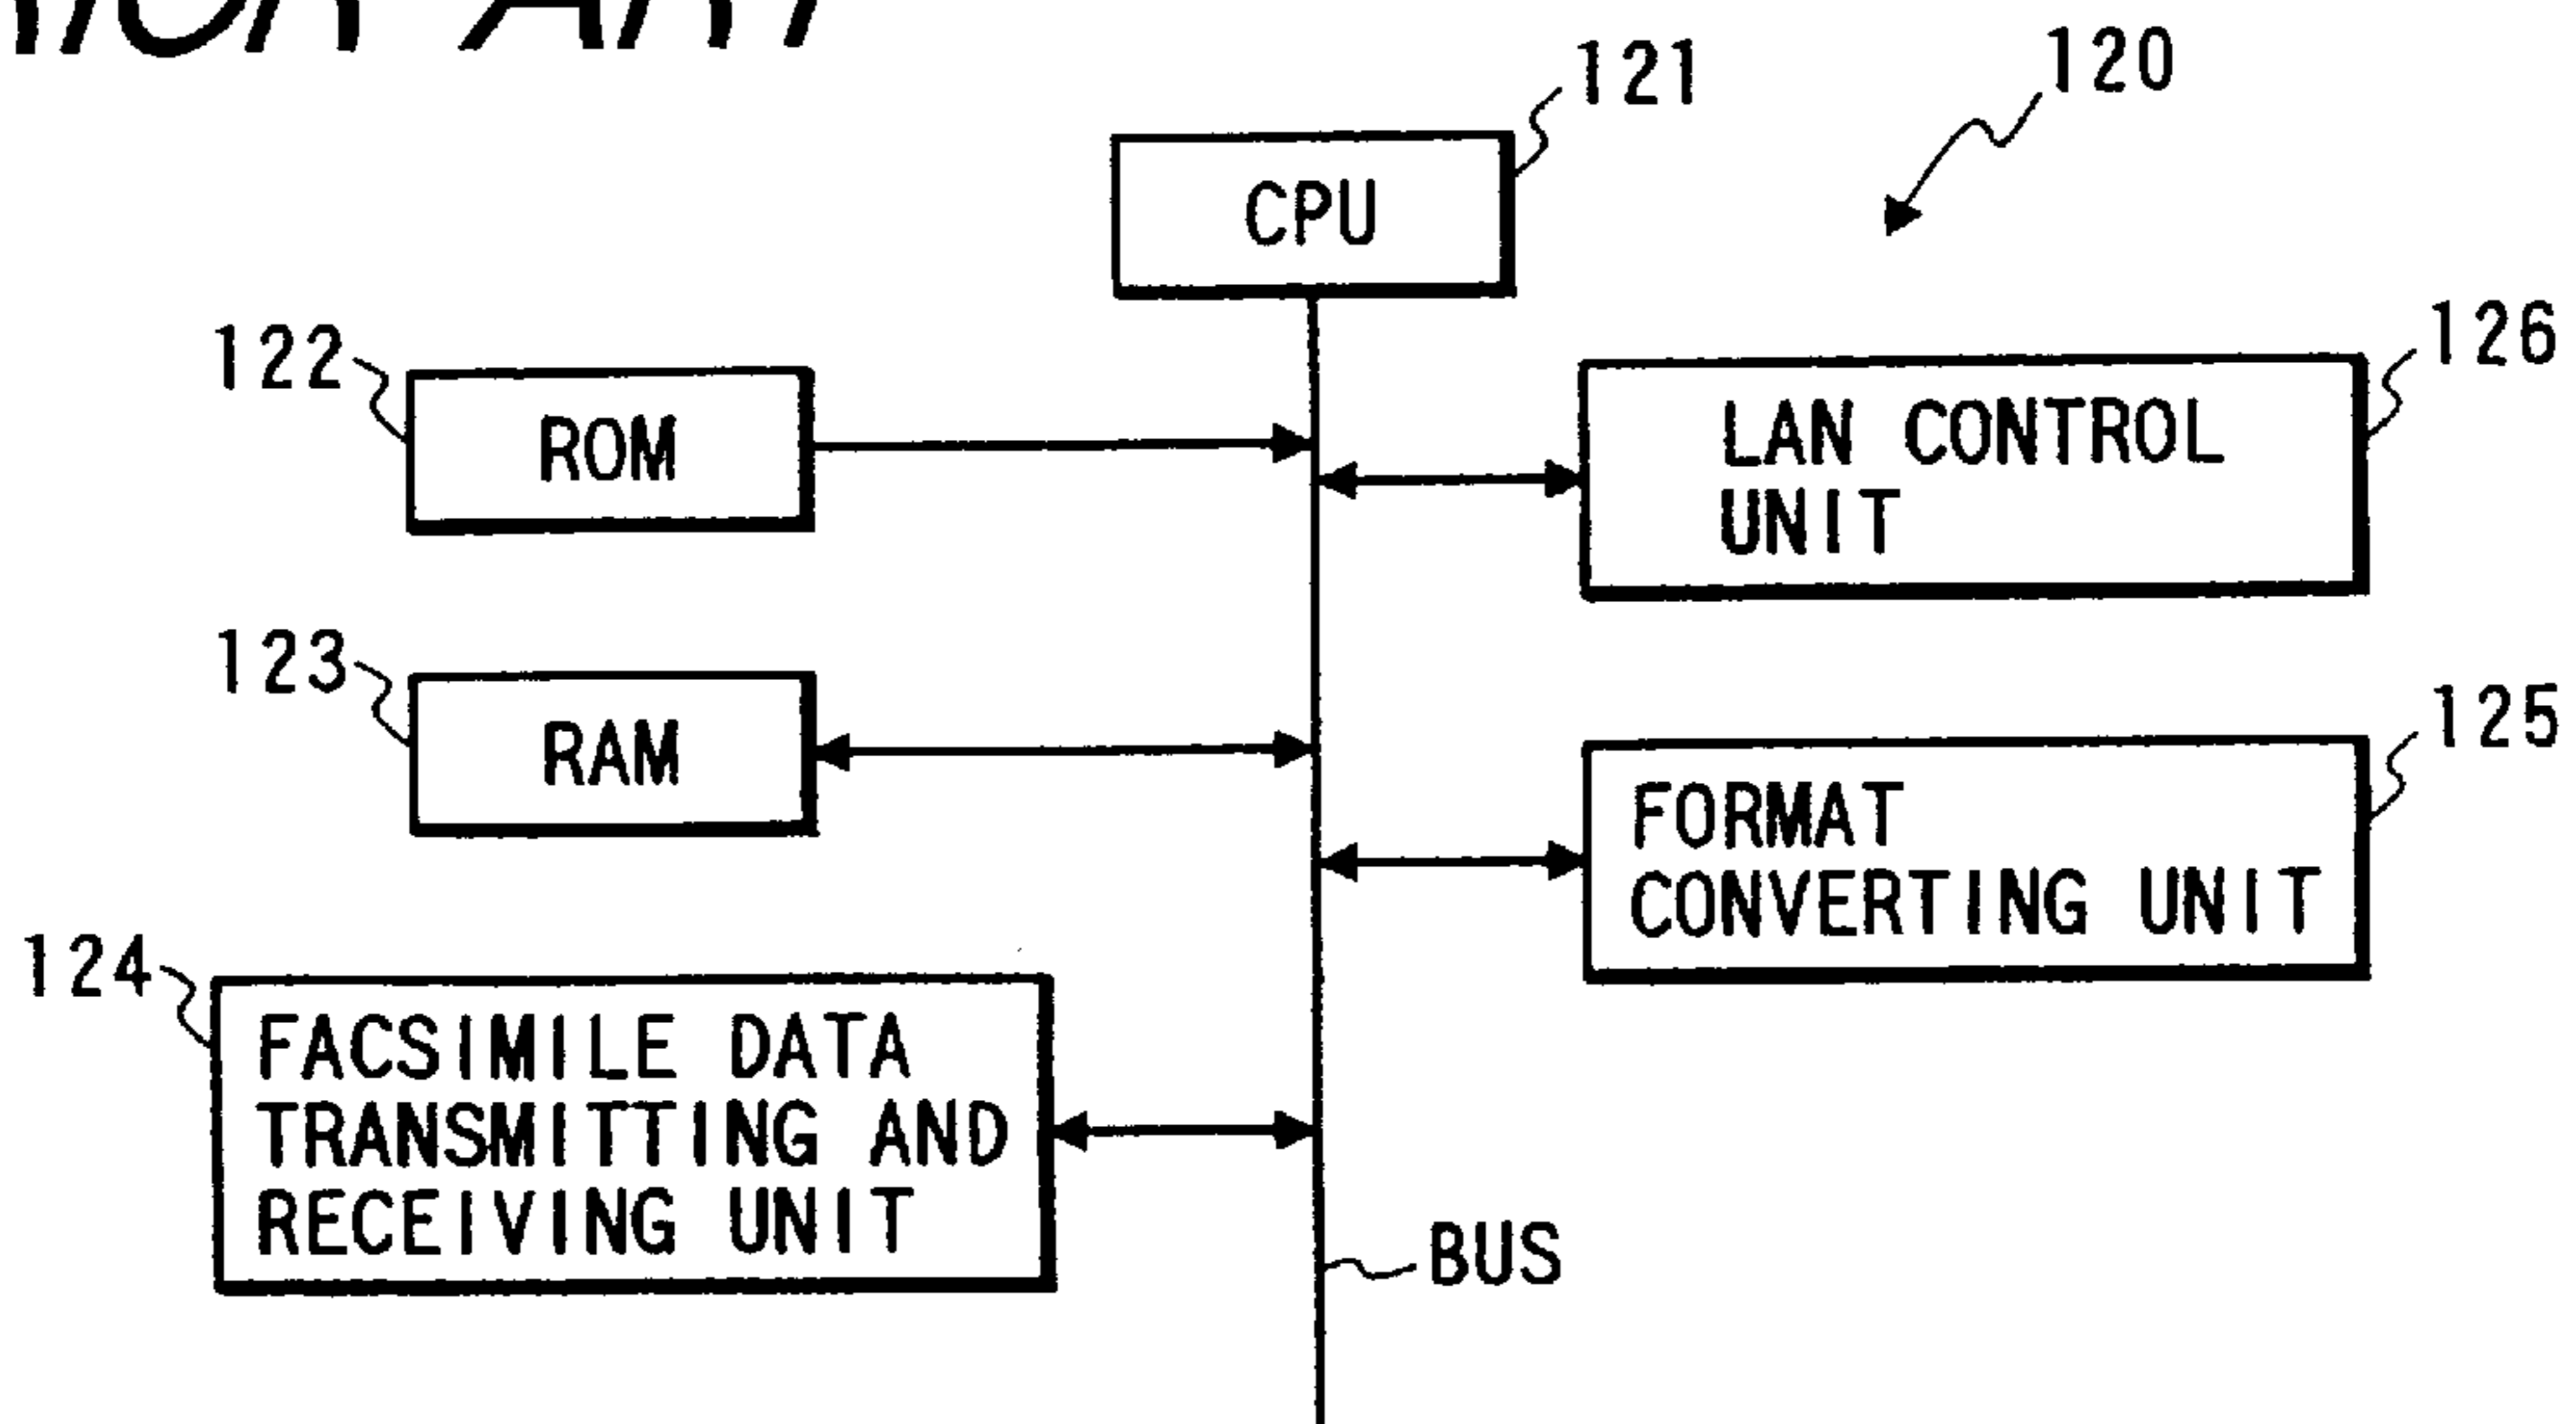 ART
120
121
CPU
122
ROM
126
LAN CONTROL
UNIT
123
RAM
125
FORMAT
CONVERTING UNIT
124
FACSIMILE DATA
TRANSMITTING AND
RECEIVING UNIT
BUS